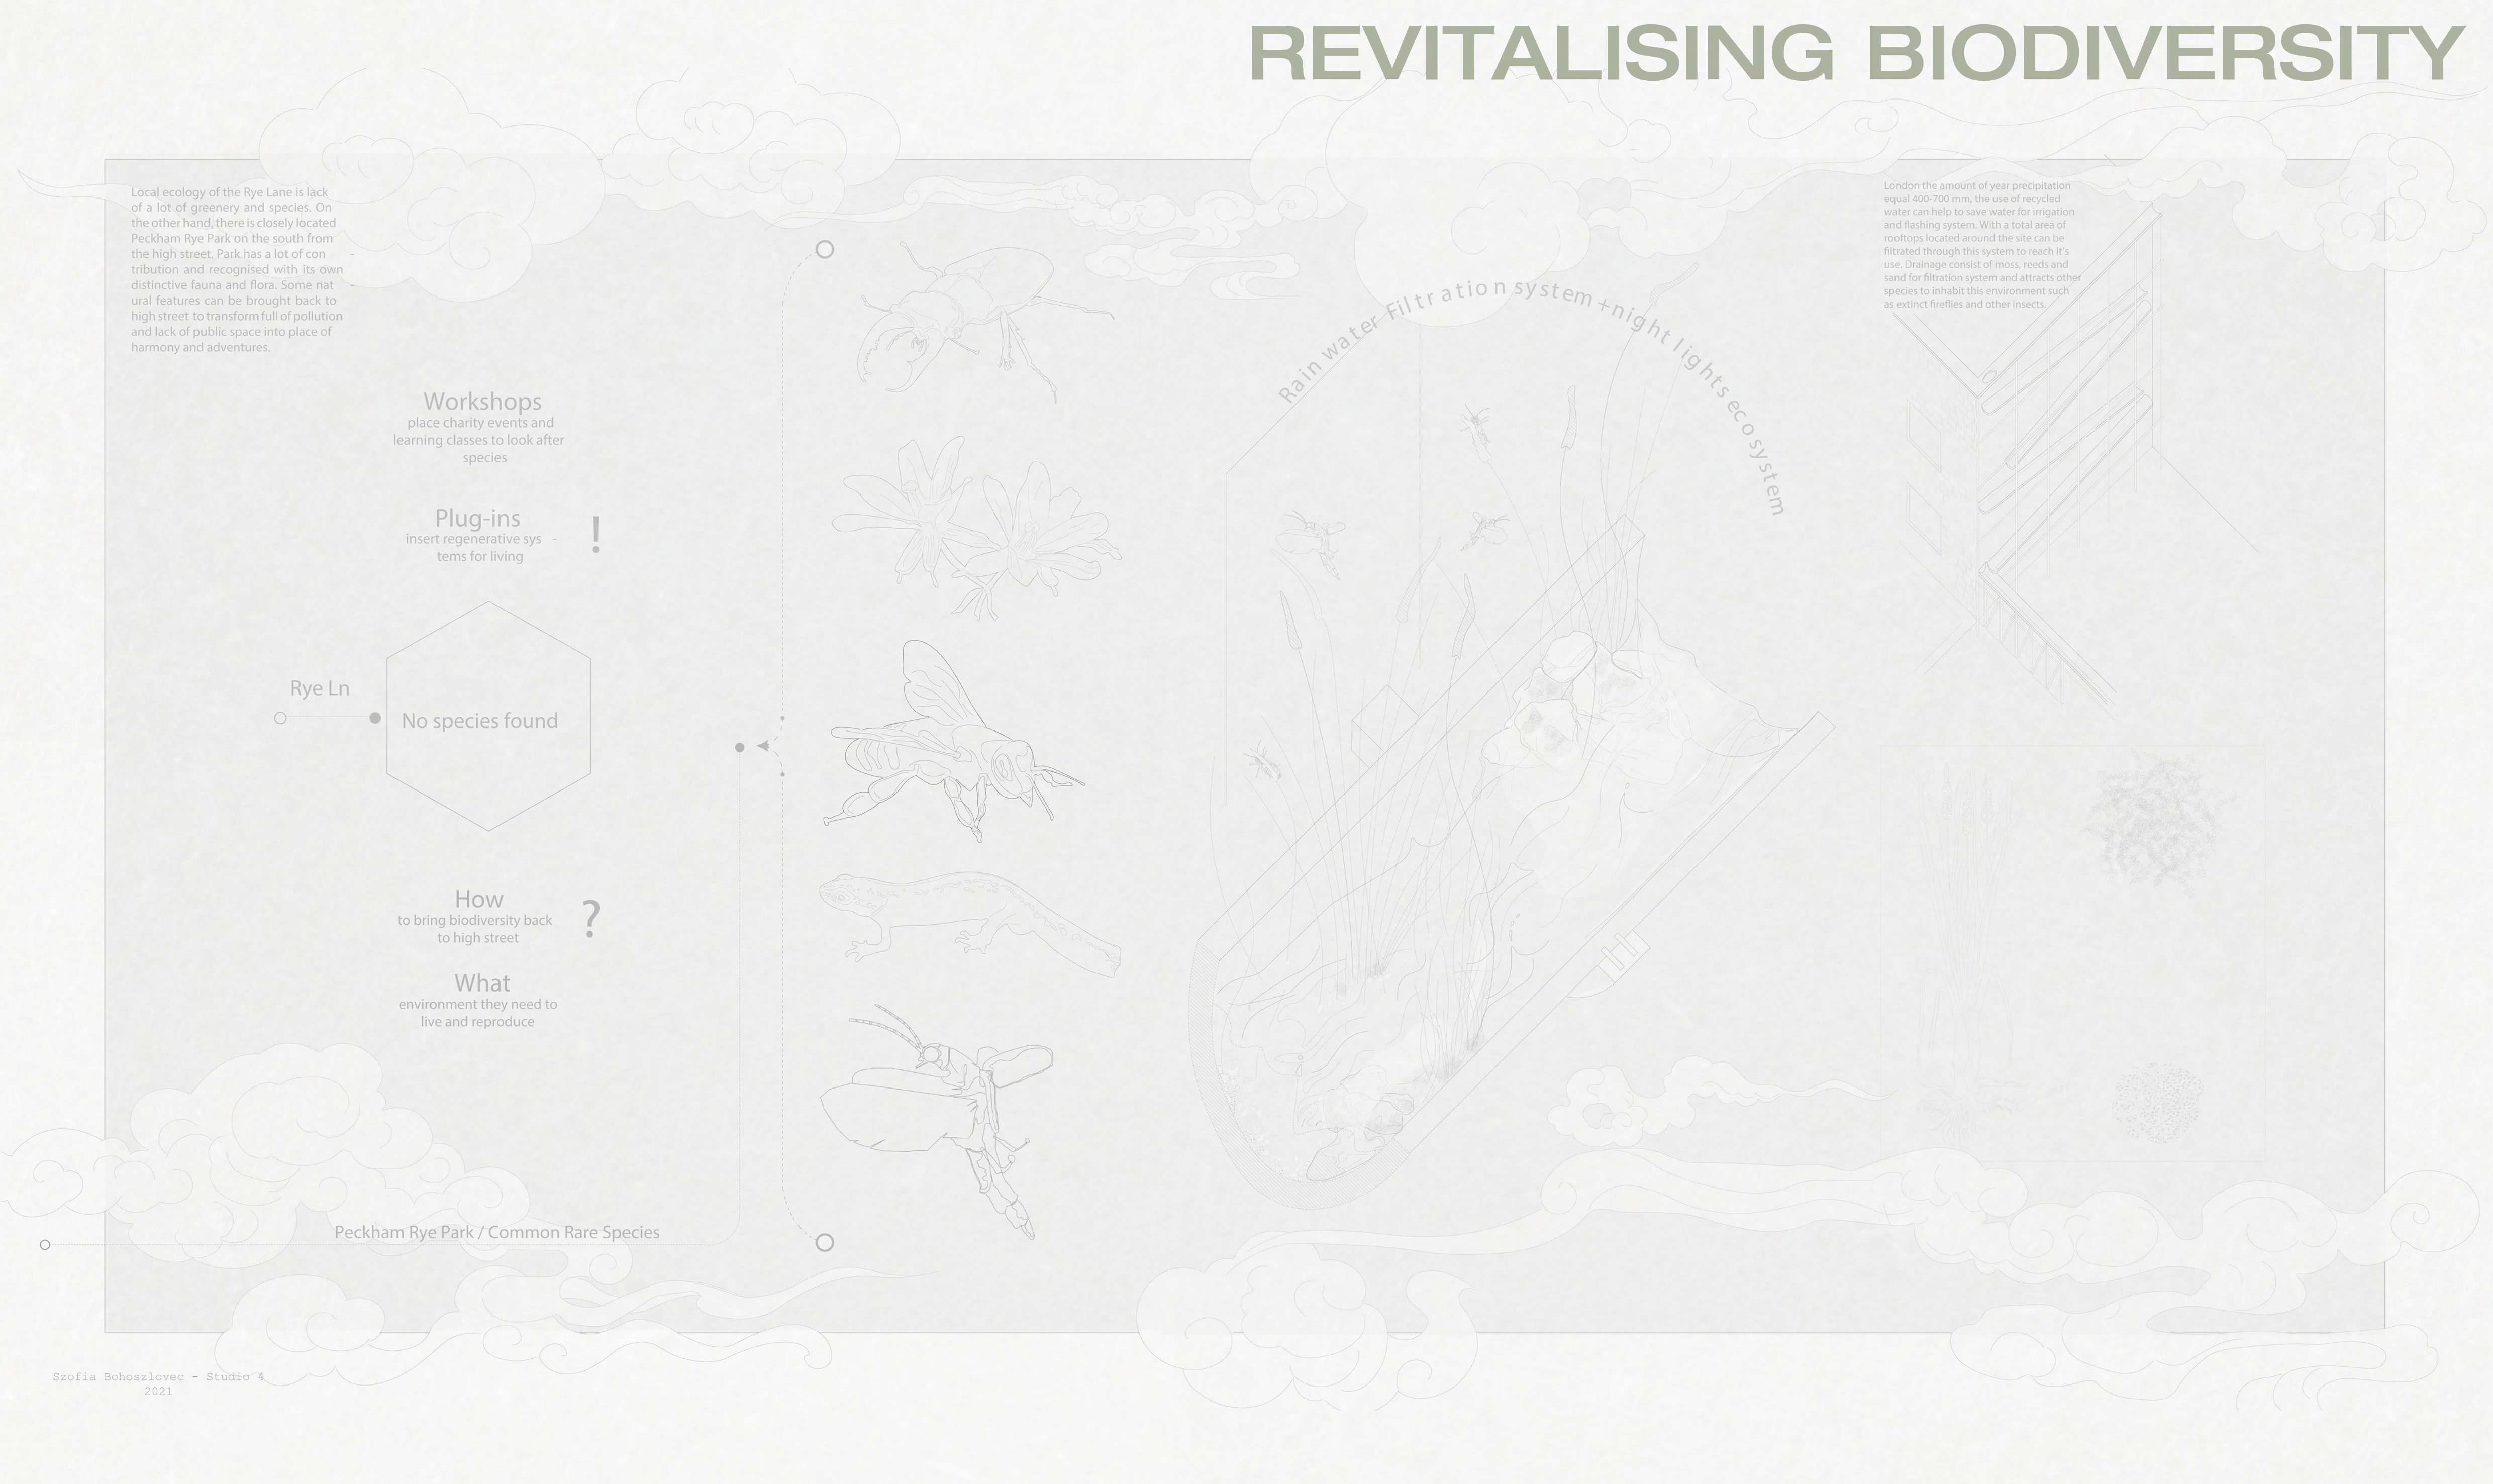 REVITALISING BIODIVERSITY
Local ecology of the Rye Lane is lack
of a lot of greenery and species. On
the other hand, there is closely located
Peckham Rye Park on the south from
the high street. Park has a lot of con -
tribution and recognised with its own
distinctive fauna and flora. Some nat -
ural features can be brought back to
high street to transform full of pollution
and lack of public space into place of
harmony and adventures.
Workshops
place charity events and
learning classes to look after
species
Plug-ins
insert regenerative sys -
tems for living
!
Rye Ln
No species found
How
to bring biodiversity back
to high street
?
What
environment they need to
live and reproduce
Peckham Rye Park / Common Rare Species
Rain water Filtration system+night lights ecosystem
London the amount of year precipitation
equal 400-700 mm, the use of recycled
water can help to save water for irrigation
and flashing system. With a total area of
rooftops located around the site can be
filtrated through this system to reach it's
use. Drainage consist of moss, reeds and
sand for filtration system and attracts other
species to inhabit this environment such
as extinct fireflies and other insects.
Szofia Bohoszlovec - Studio 4
2021